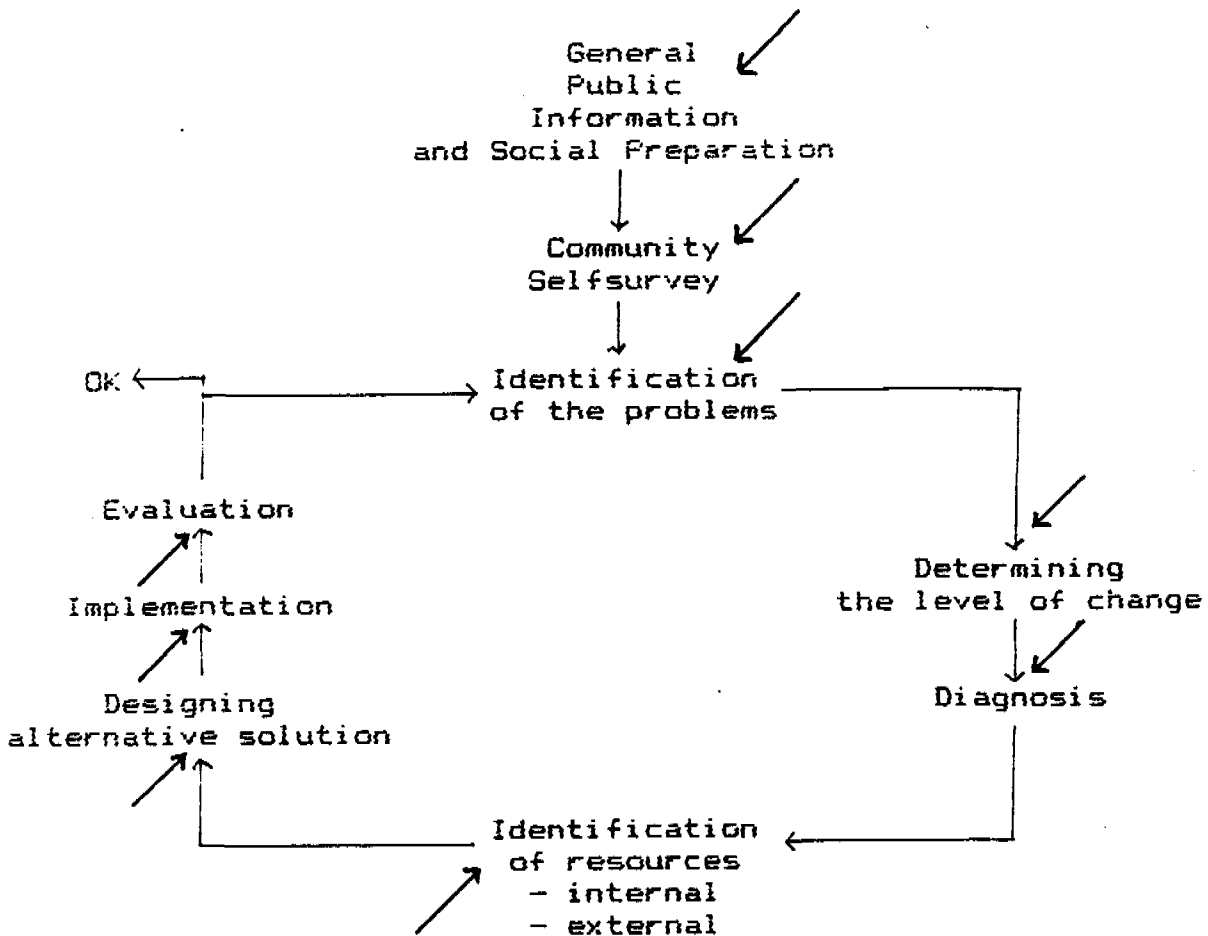 General
Public
Information
and Social Preparation
Community
Selfsurvey
OK
Identification
of the problems
Evaluation
Determining
the level of change
Implementation
Diagnosis
Designing
alternative solution
Identification
of resources
- internal
- external